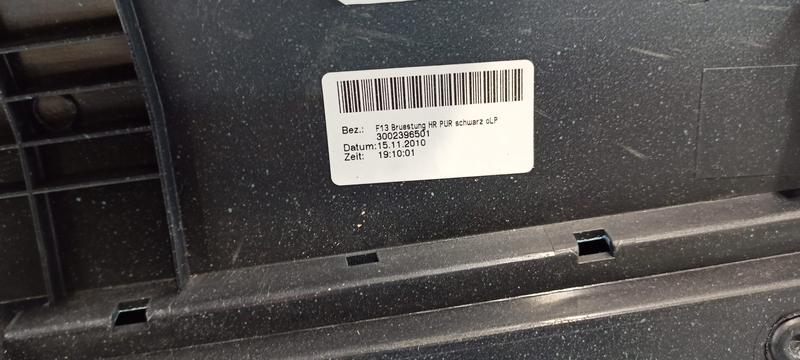 Bez.: F13 Bruestung HR PUR schwarz oLP
3002396501
Datum:15.11.2010
Zeit: 19:10:01